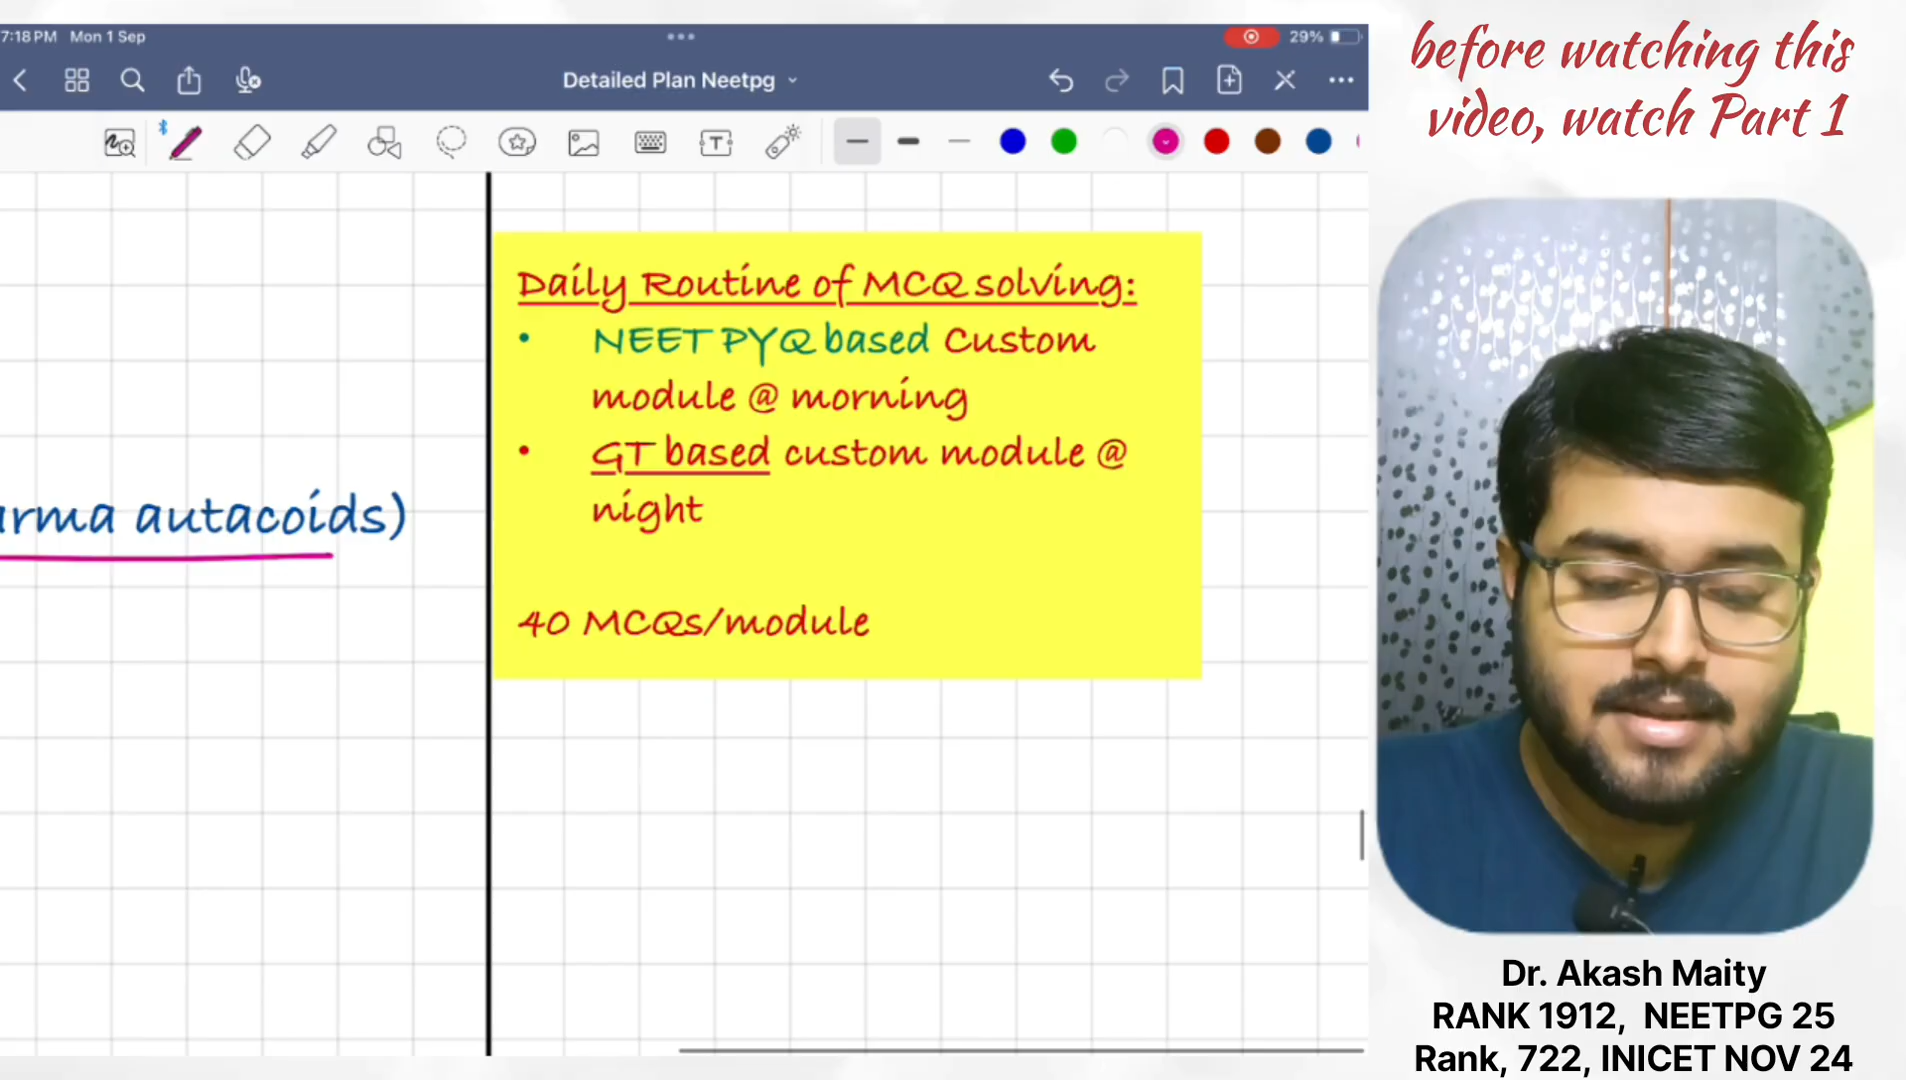 7:18 PM Mon 1 Sep
29%
Detailed Plan Neetpg
before watching this
video, watch Part 1
Daily Routine of MCQ solving:
• NEET PYQ based Custom
module @ morning
• GT based custom module @
night
40 MCQs/module
autacoids)
Dr. Akash Maity
RANK 1912, NEETPG 25
Rank, 722, INICET NOV 24